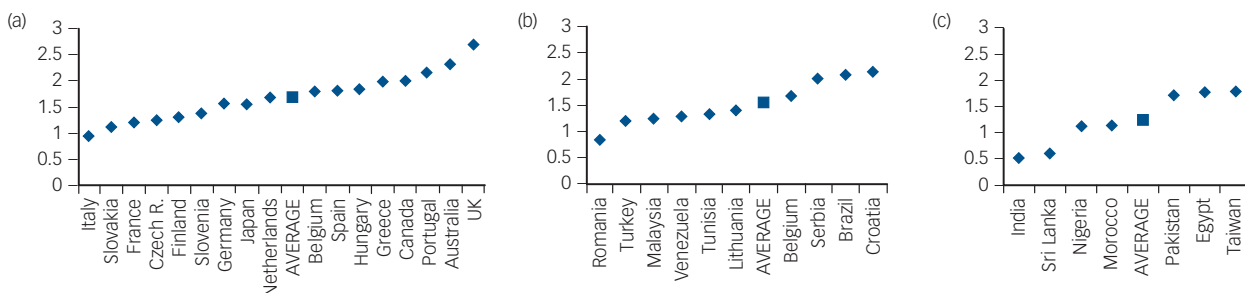 (a)
3
2.5
2
1.5
1
0.5
0
Italy
Slovakia
France
Czech R.
Finland
Slovenia
Germany
Japan
Netherlands
AVERAGE
Belgium
Spain
Hungary
Greece
Canada
Portugal
Australia
UK
(b)
3
2.5
2
1.5
1
0.5
0
Romania
Turkey
Malaysia
Venezuela
Tunisia
Lithuania
AVERAGE
Belgium
Serbia
Brazil
Croatia
(c)
3
2.5
2
1.5
1
0.5
0
India
Sri Lanka
Nigeria
Morocco
AVERAGE
Pakistan
Egypt
Taiwan